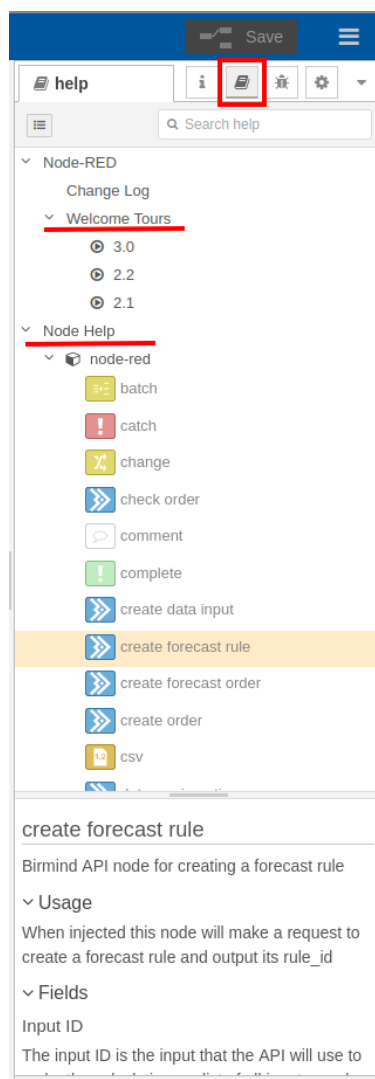 Save
help
i
Search help
Node-RED
Change Log
Welcome Tours
3.0
2.2
2.1
Node Help
node-red
batch
catch
change
check order
comment
complete
create data input
create forecast rule
create forecast order
create order
1,2 csv
create forecast rule
Birmind API node for creating a forecast rule
Usage
When injected this node will make a request to
create a forecast rule and output its rule_id
Fields
Input ID
The input ID is the input that the API will use to